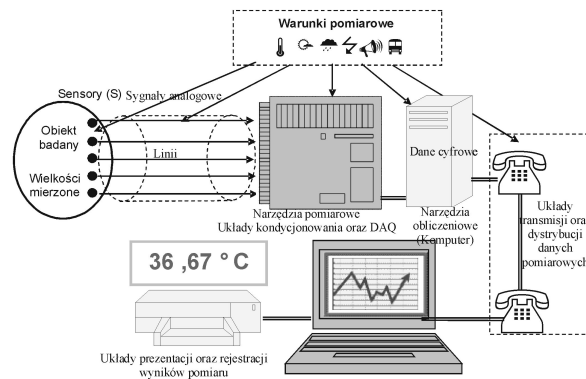 Warunki pomiarowe
Sensory (S)
Sygnały analogowe
Obiekt
badany
Linii
Wielkości
mierzone
Dane cyfrowe
Narzędzia pomiarowe
Układy kondycjonowania oraz DAQ
Narzędzia
obliczeniowe
(Komputer)
Układy
transmisji ora
dystrybucji
danych
pomiarowych
36 ,67 ° C
Układy prezentacji oraz rejestracji
wyników pomiaru